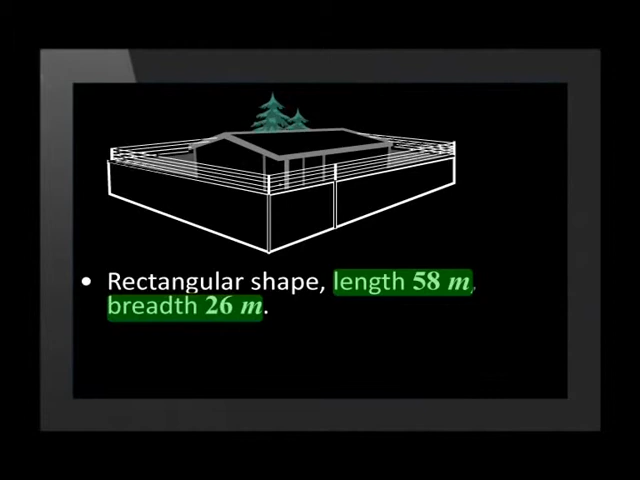 • Rectangular shape, length 58 m,
breadth 26 m.